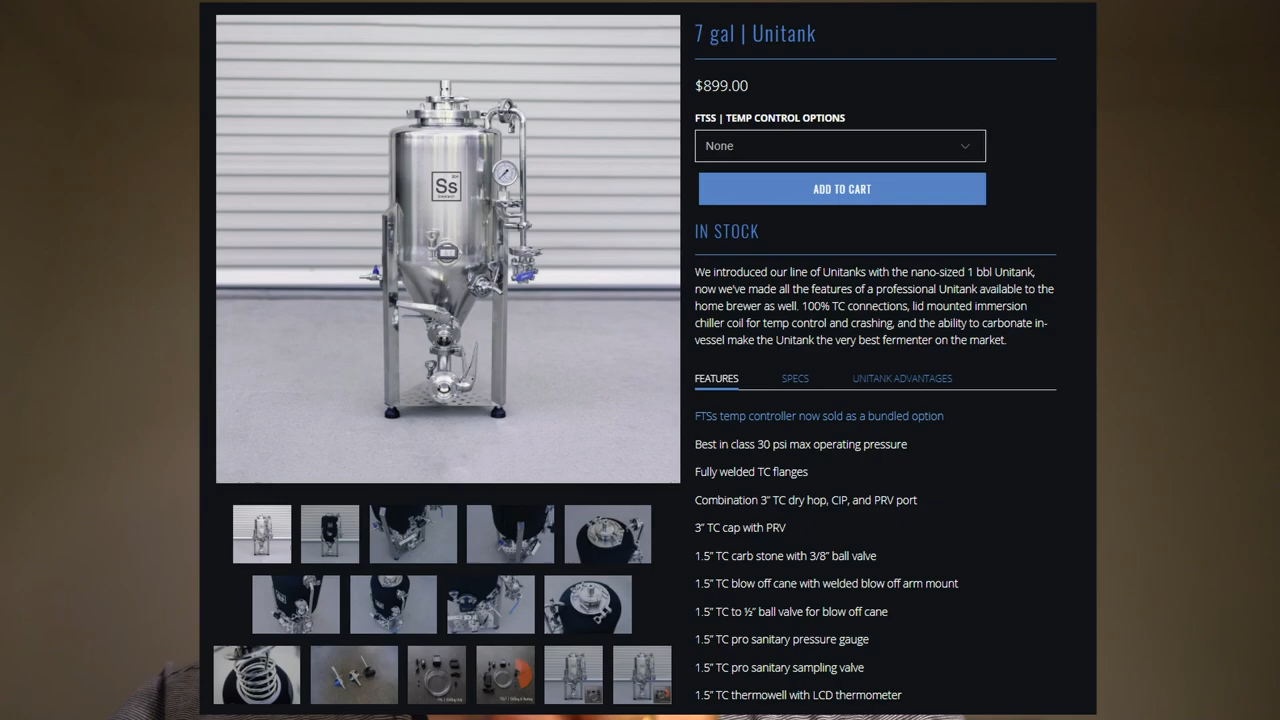 7 gal | Unitank
$899.00
FTSS | TEMP CONTROL OPTIONS
None
ADD TO CART
IN STOCK
We introduced our line of Unitanks with the nano-sized 1 bbl Unitank,
now we've made all the features of a professional Unitank available to the
home brewer as well. 100% TC connections, lid mounted immersion
chiller coil for temp control and crashing, and the ability to carbonate in-
vessel make the Unitank the very best fermenter on the market.
FEATURES SPECS UNITANK ADVANTAGES
FTSs temp controller now sold as a bundled option
Best in class 30 psi max operating pressure
Fully welded TC flanges
Combination 3” TC dry hop, CIP, and PRV port
3” TC cap with PRV
1.5” TC carb stone with 3/8” ball valve
1.5” TC blow off cane with welded blow off arm mount
1.5” TC to ½” ball valve for blow off cane
1.5” TC pro sanitary pressure gauge
1.5” TC pro sanitary sampling valve
1.5” TC thermowell with LCD thermometer
Ss